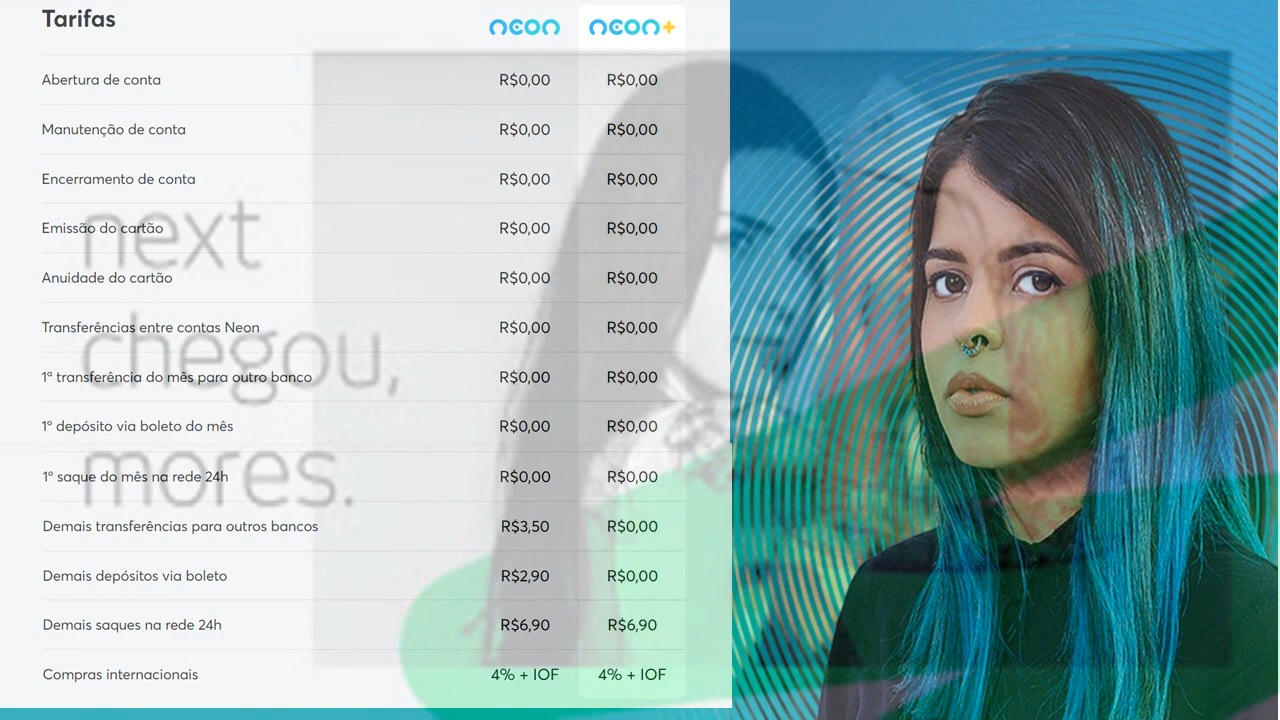 Tarifas neon neon+
Abertura de conta R$0,00 R$0,00
Manutenção de conta R$0,00 R$0,00
Encerramento de conta R$0,00 R$0,00
Emissão do cartão R$0,00 R$0,00
Anuidade do cartão R$0,00 R$0,00
Transferências entre contas Neon R$0,00 R$0,00
1ª transferência do mês para outro banco R$0,00 R$0,00
1º depósito via boleto do mês R$0,00 R$0,00
1º saque do mês na rede 24h R$0,00 R$0,00
Demais transferências para outros bancos R$3,50 R$0,00
Demais depósitos via boleto R$2,90 R$0,00
Demais saques na rede 24h R$6,90 R$6,90
Compras internacionais 4% + IOF 4% + IOF
next
chegou,
mores.